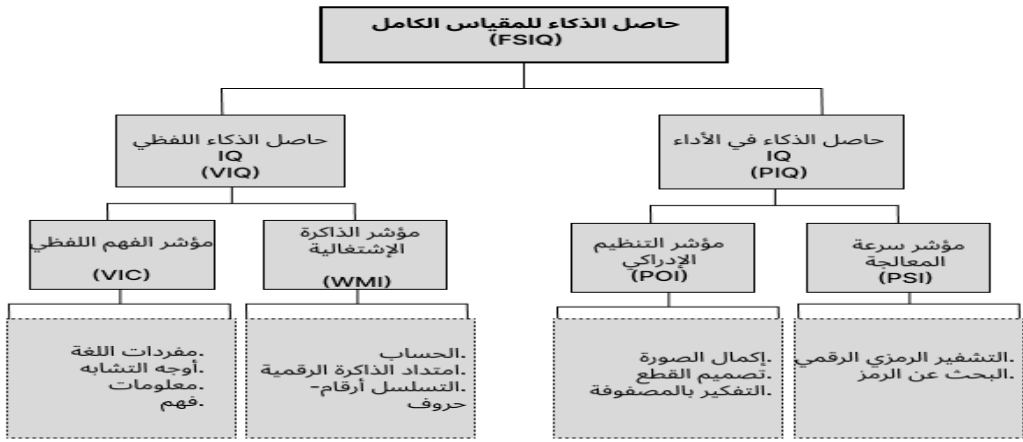 حاصل الذكاء للمقياس الكامل
(FSIQ)
حاصل الذكاء في الأداء
IQ
(PIQ)
حاصل الذكاء اللفظي
IQ
(VIQ)
مؤشر سرعة
المعالجة
(PSI)
مؤشر التنظيم
الإدراكي
(POI)
مؤشر الذاكرة
الإشتغالية
(WMI)
مؤشر الفهم اللفظي
(VIC)
.التشفير الرمزي الرقمي
.البحث عن الرمز
.إكمال الصورة
.تصميم القطع
.التفكير بالمصفوفة
.الحساب
.امتداد الذاكرة الرقمية
.التسلسل أرقام-
حروف
.مفردات اللغة
.أوجه التشابه
.معلومات
.فهم